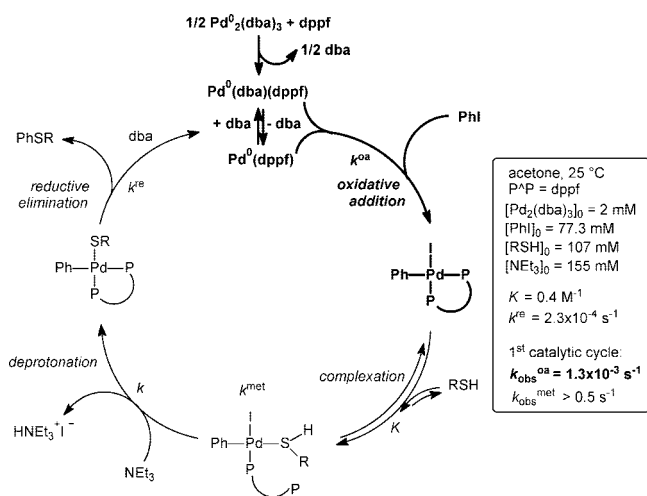 1/2 Pd⁰₂(dba)₃ + dppf
1/2 dba
Pd⁰(dba)(dppf)
+ dba
- dba
Pd⁰(dppf)
PhI
kᵒᵃ
oxidative
addition
I
Ph-Pd-P
P
complexation
K
RSH
kᵐᵉᵗ
I
H
Ph-Pd-S
R
P
P
k
NEt₃
HNEt₃⁺I⁻
deprotonation
SR
Ph-Pd-P
P
reductive
elimination
kʳᵉ
PhSR
dba
acetone, 25 °C
P^P = dppf
[Pd₂(dba)₃]₀ = 2 mM
[PhI]₀ = 77.3 mM
[RSH]₀ = 107 mM
[NEt₃]₀ = 155 mM
K = 0.4 M⁻¹
kʳᵉ = 2.3x10⁻⁴ s⁻¹
1ˢᵗ catalytic cycle:
k_obsᵒᵃ = 1.3x10⁻³ s⁻¹
k_obsᵐᵉᵗ > 0.5 s⁻¹